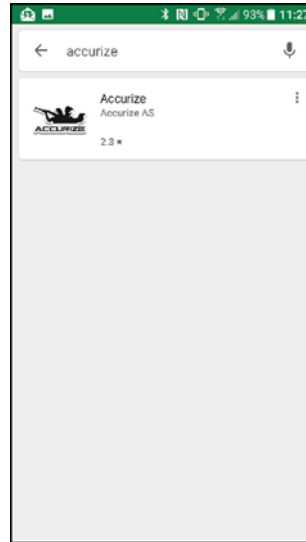 93% 11:27
accurize
Accurize
Accurize AS
ACCURIZE
2.3 ★